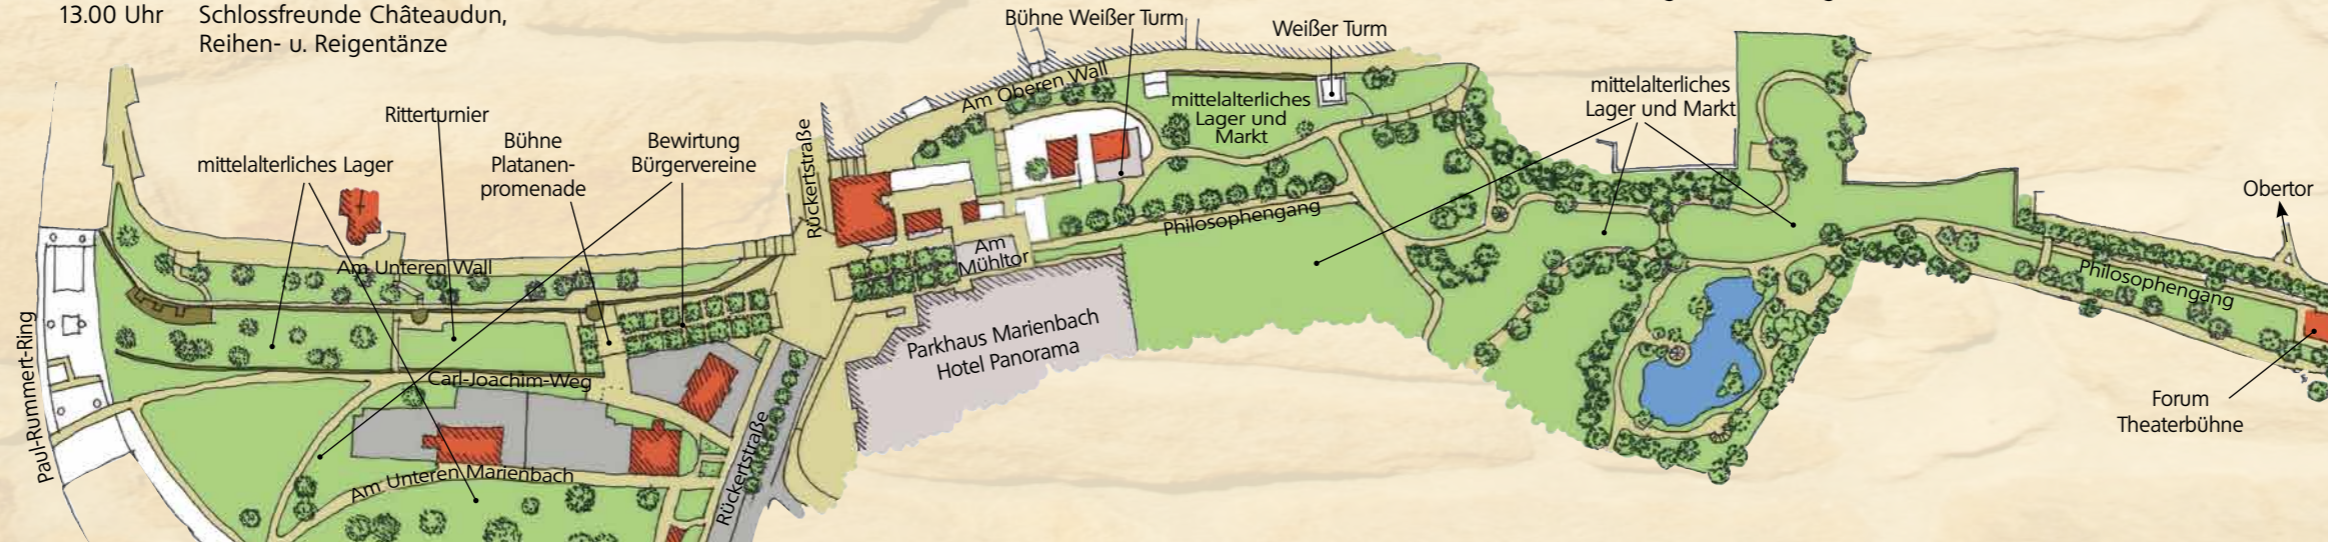 13.00 Uhr Schlossfreunde Châteaudun,
Reihen- u. Reigentänze
Bühne Weißer Turm
Weißer Turm
Am Oberen Wall
mittelalterliches
Lager und
Markt
mittelalterliches
Lager und Markt
Ritterturnier
Bühne
Platanen-
promenade
Bewirtung
Bürgervereine
mittelalterliches Lager
Rückertstraße
Obertor
Philosophengang
Am
Mühltor
Am Unteren Wall
Philosophengang
Parkhaus Marienbach
Hotel Panorama
Paul-Rummert-Ring
Carl-Joachim-Weg
Forum
Theaterbühne
Rückertstraße
Am Unteren Marienbach